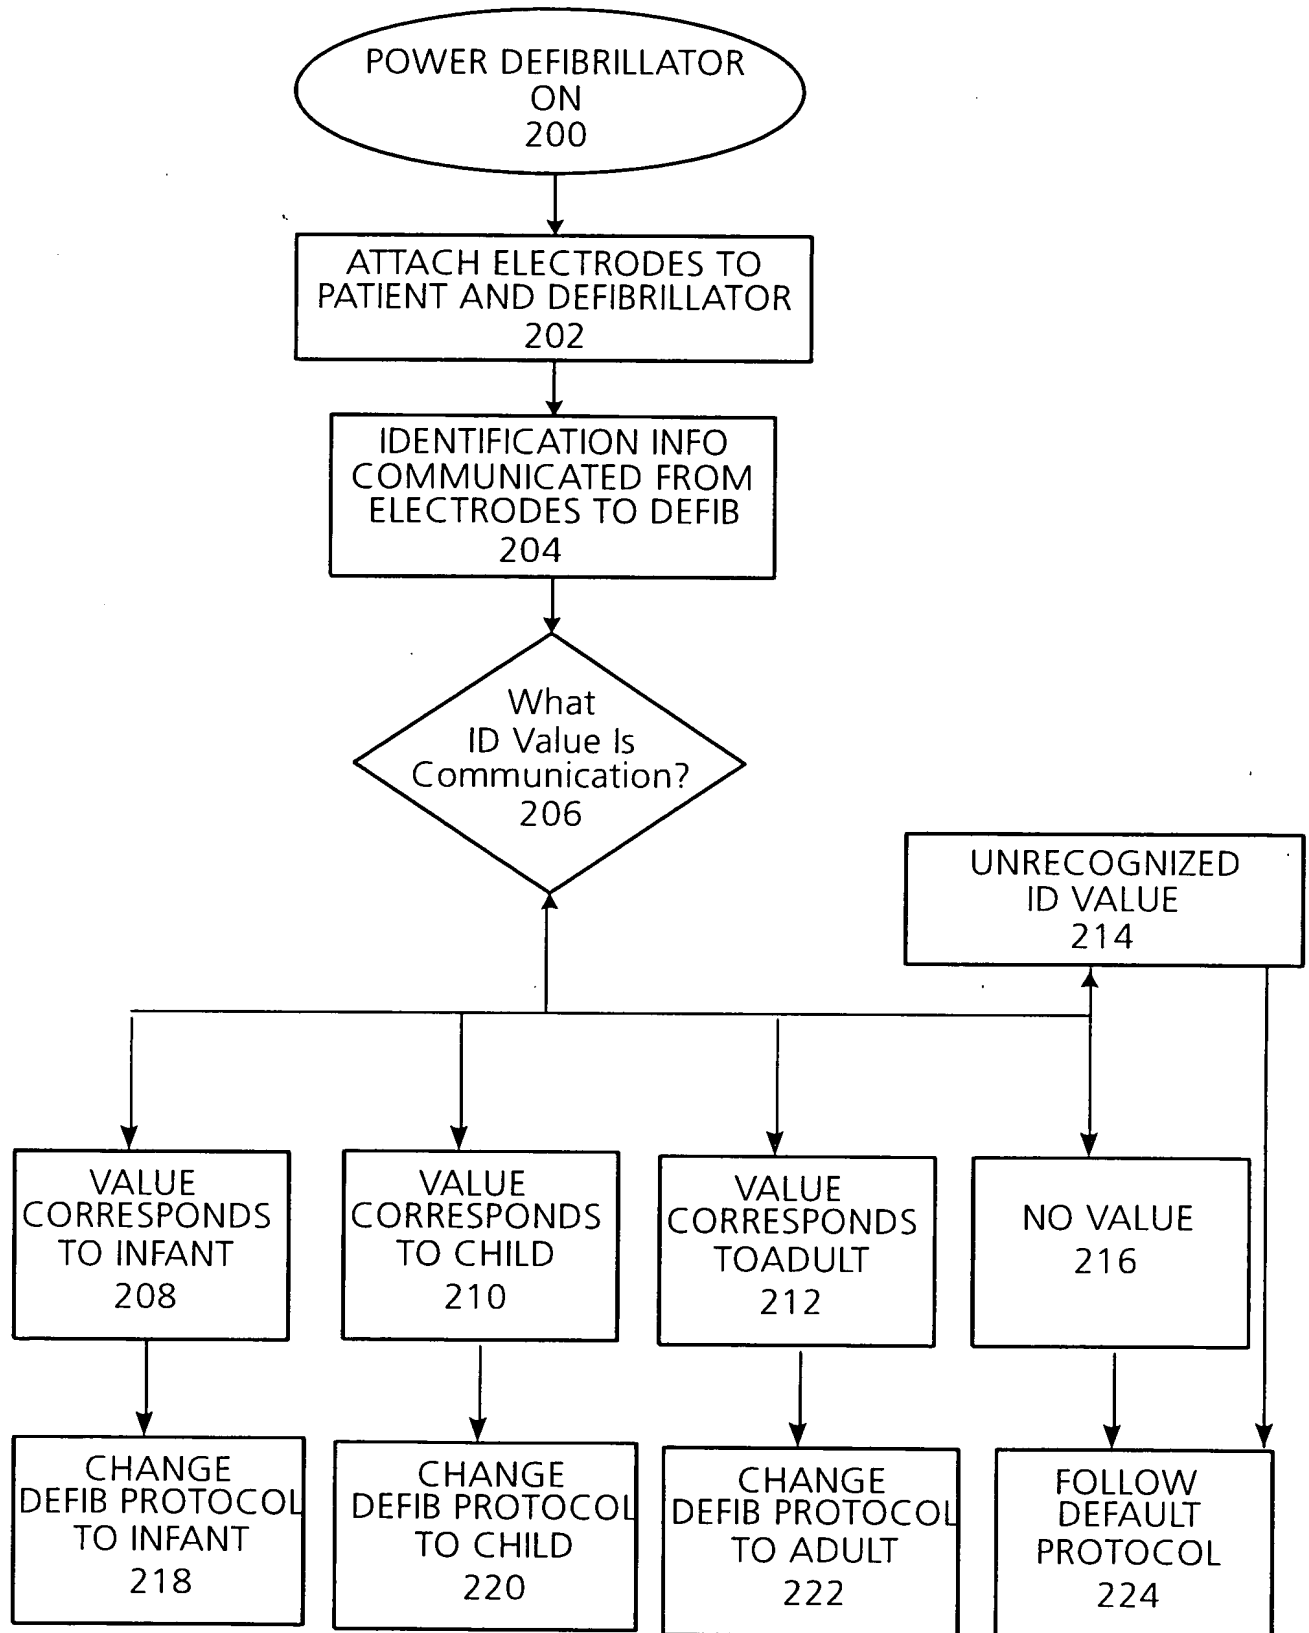 POWER DEFIBRILLATOR
ON
200
ATTACH ELECTRODES TO
PATIENT AND DEFIBRILLATOR
202
IDENTIFICATION INFO
COMMUNICATED FROM
ELECTRODES TO DEFIB
204
What
ID Value Is
Communication?
206
UNRECOGNIZED
ID VALUE
214
VALUE
CORRESPONDS
TO INFANT
208
VALUE
CORRESPONDS
TO CHILD
210
VALUE
CORRESPONDS
TOADULT
212
NO VALUE
216
CHANGE
DEFIB PROTOCOL
TO INFANT
218
CHANGE
DEFIB PROTOCOL
TO CHILD
220
CHANGE
DEFIB PROTOCOL
TO ADULT
222
FOLLOW
DEFAULT
PROTOCOL
224